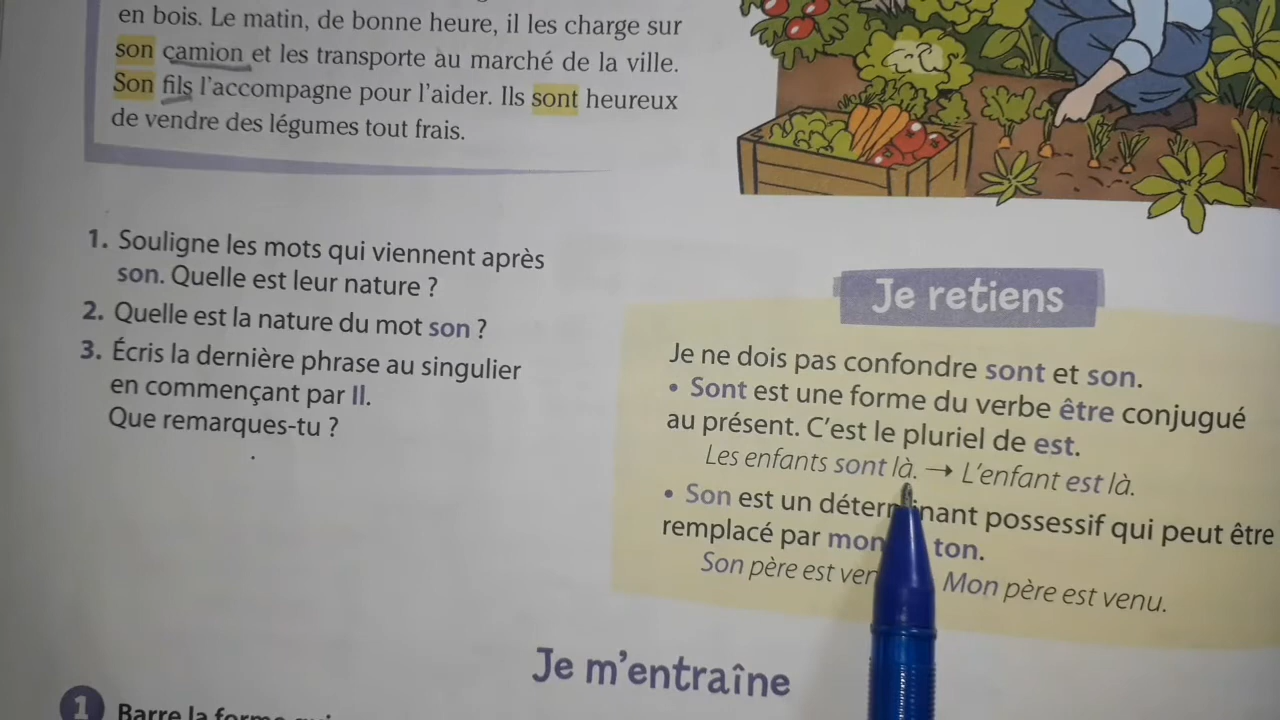 en bois. Le matin, de bonne heure, il les charge sur
son camion et les transporte au marché de la ville.
Son fils l'accompagne pour l'aider. Ils sont heureux
de vendre des légumes tout frais.
1. Souligne les mots qui viennent après
son. Quelle est leur nature ?
2. Quelle est la nature du mot son ?
3. Écris la dernière phrase au singulier
en commençant par Il.
Que remarques-tu ?
Je retiens
Je ne dois pas confondre sont et son.
• Sont est une forme du verbe être conjugué
au présent. C'est le pluriel de est.
Les enfants sont là. → L'enfant est là.
• Son est un déterminant possessif qui peut être
remplacé par mon ton.
Son père est Mon père est venu.
Je m'entraîne
1 Barre la forme